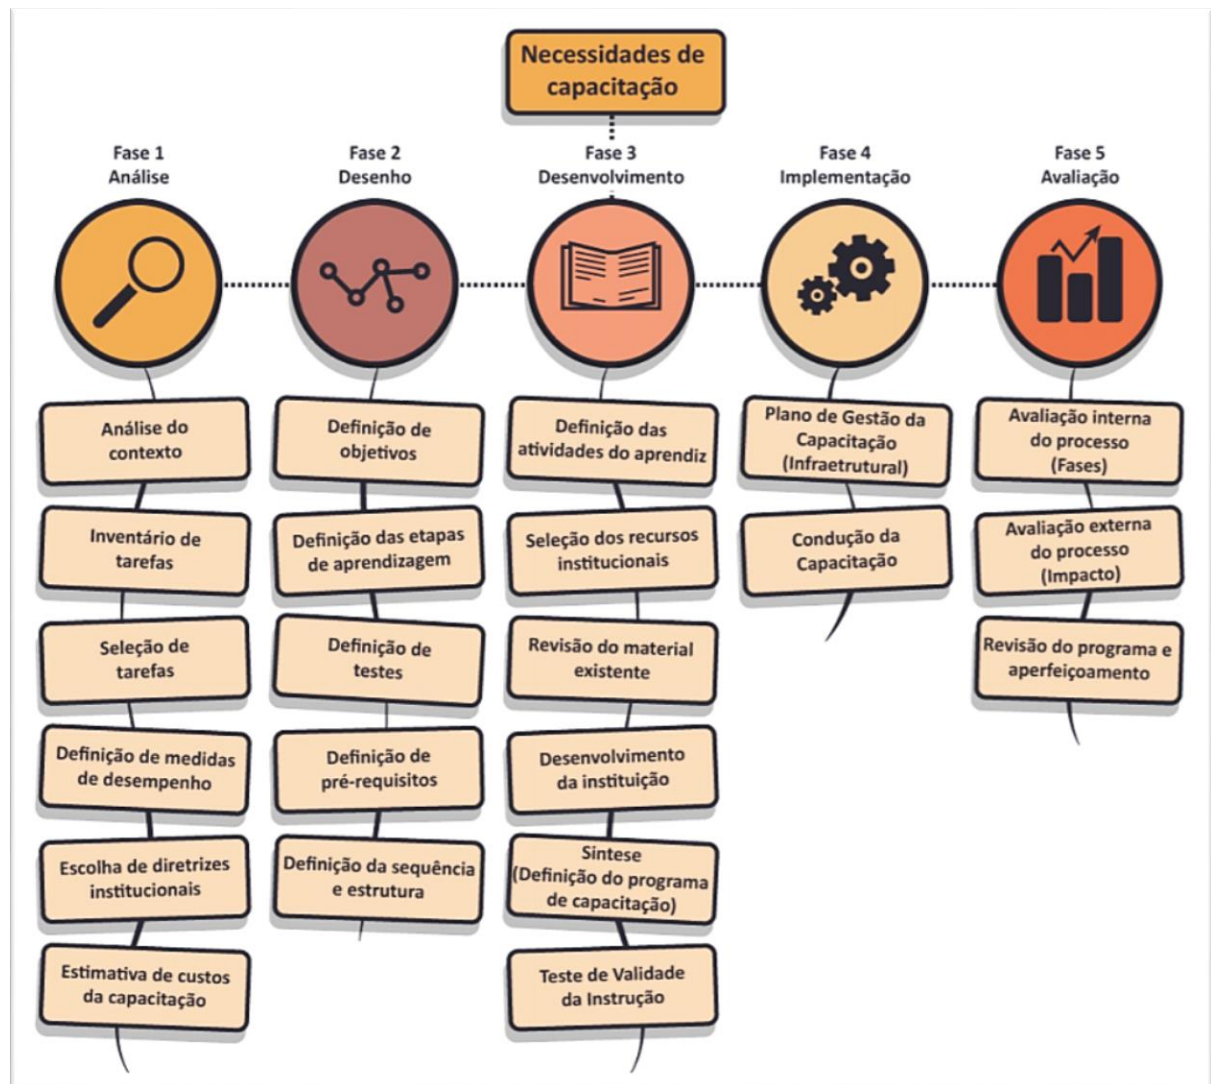 Necessidades de
capacitação
Fase 1
Análise
Fase 2
Desenho
Fase 3
Desenvolvimento
Fase 4
Implementação
Fase 5
Avaliação
Análise do
contexto
Inventário de
tarefas
Seleção de
tarefas
Definição de medidas
de desempenho
Escolha de diretrizes
institucionais
Estimativa de custos
da capacitação
Definição de
objetivos
Definição das etapas
de aprendizagem
Definição de
testes
Definição de
pré-requisitos
Definição da sequência
e estrutura
Definição das
atividades do aprendiz
Seleção dos recursos
institucionais
Revisão do material
existente
Desenvolvimento
da instituição
Sintese
(Definição do programa
de capacitação)
Teste de Validade
da Instrução
Plano de Gestão da
Capacitação
(Infraetrutural)
Condução da
Capacitação
Avaliação interna
do processo
(Fases)
Avaliação externa
do processo
(Impacto)
Revisão do programa e
aperfeiçoamento